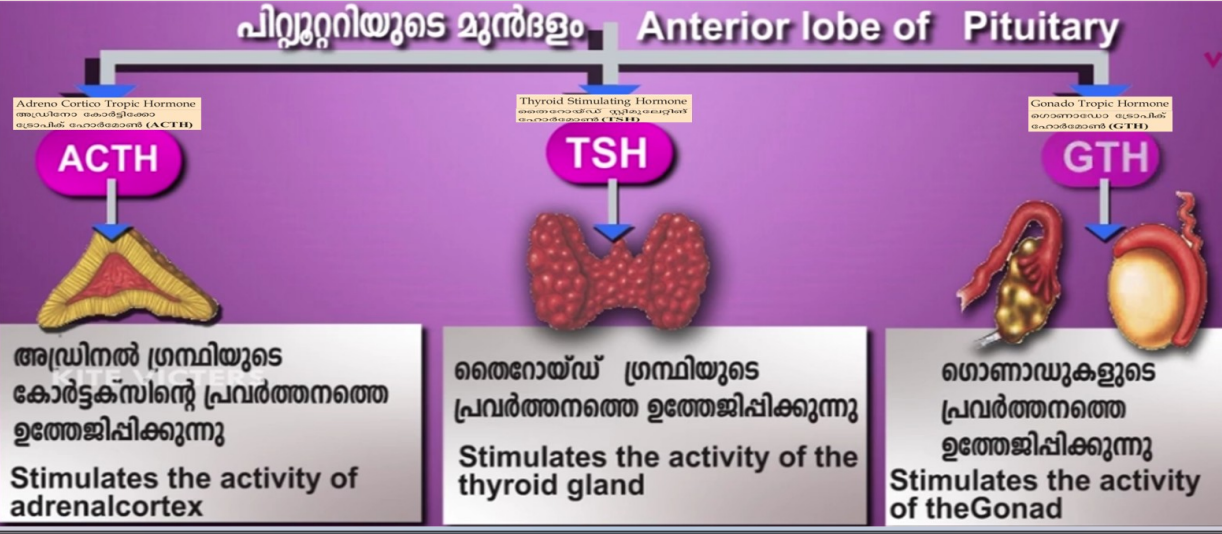 പിറ്റ്യൂറ്ററിയുടെ മുൻദളം Anterior lobe of Pituitary
Adreno Cortico Tropic Hormone
അഡ്രിനോ കോർട്ടിക്കോ
ട്രോപിക് ഹോർമോൺ (ACTH)
ACTH
Thyroid Stimulating Hormone
തൈറോയ്ഡ് സ്റ്റിമുലേറ്റിങ്
ഹോർമോൺ (TSH)
TSH
Gonado Tropic Hormone
ഗൊണാഡോ ട്രോപിക്
ഹോർമോൺ (GTH)
GTH
അഡ്രിനൽ ഗ്രന്ഥിയുടെ
കോർട്ടക്സിന്റെ പ്രവർത്തനത്തെ
ഉത്തേജിപ്പിക്കുന്നു
Stimulates the activity of
adrenalcortex
KITE VICTERS
തൈറോയ്ഡ് ഗ്രന്ഥിയുടെ
പ്രവർത്തനത്തെ ഉത്തേജിപ്പിക്കുന്നു
Stimulates the activity of the
thyroid gland
ഗൊണാഡുകളുടെ
പ്രവർത്തനത്തെ
ഉത്തേജിപ്പിക്കുന്നു
Stimulates the activity
of theGonad